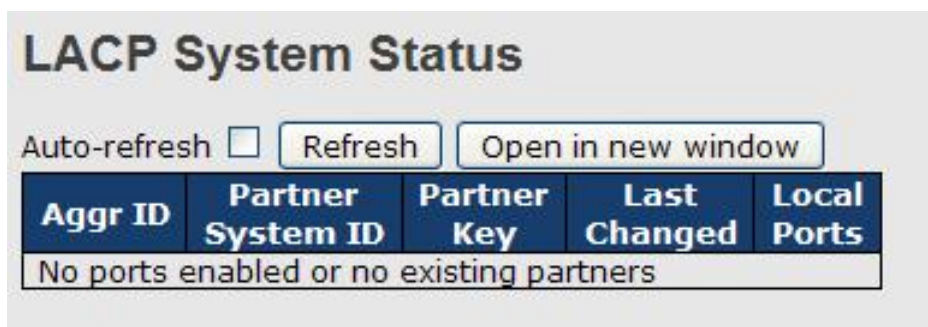 LACP System Status
Auto-refresh Refresh Open in new window
Aggr ID Partner System ID Partner Key Last Changed Local Ports
No ports enabled or no existing partners